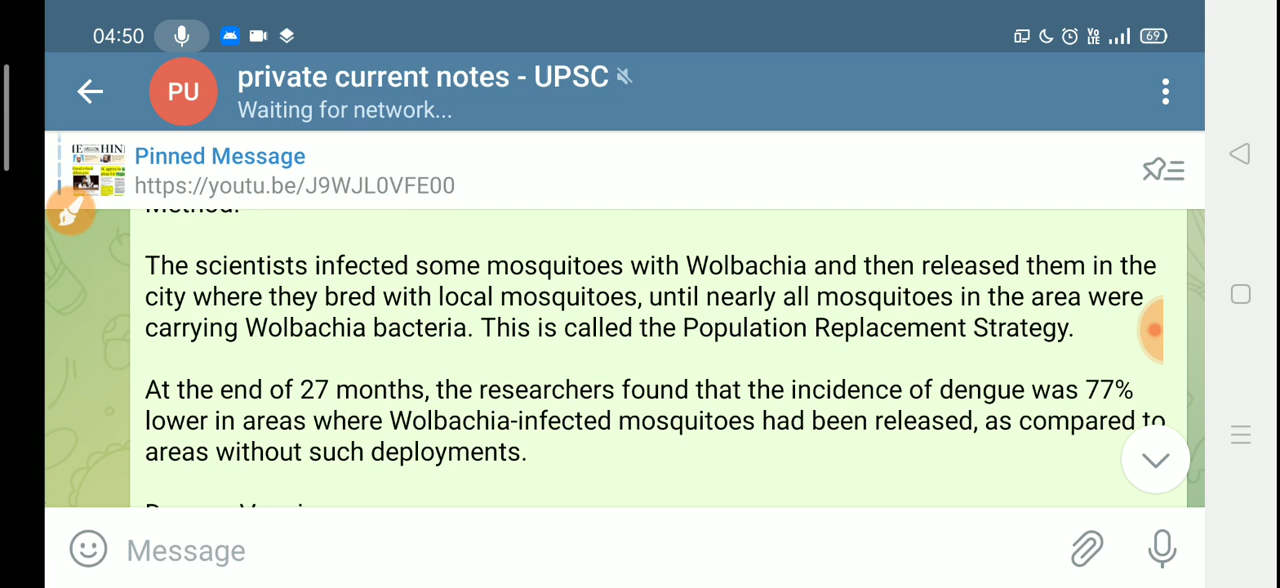 04:50
Vo LTE 69
PU
private current notes - UPSC
Waiting for network...
Pinned Message
https://youtu.be/J9WJL0VFE00
Method.
The scientists infected some mosquitoes with Wolbachia and then released them in the
city where they bred with local mosquitoes, until nearly all mosquitoes in the area were
carrying Wolbachia bacteria. This is called the Population Replacement Strategy.
At the end of 27 months, the researchers found that the incidence of dengue was 77%
lower in areas where Wolbachia-infected mosquitoes had been released, as compared to
areas without such deployments.
Message